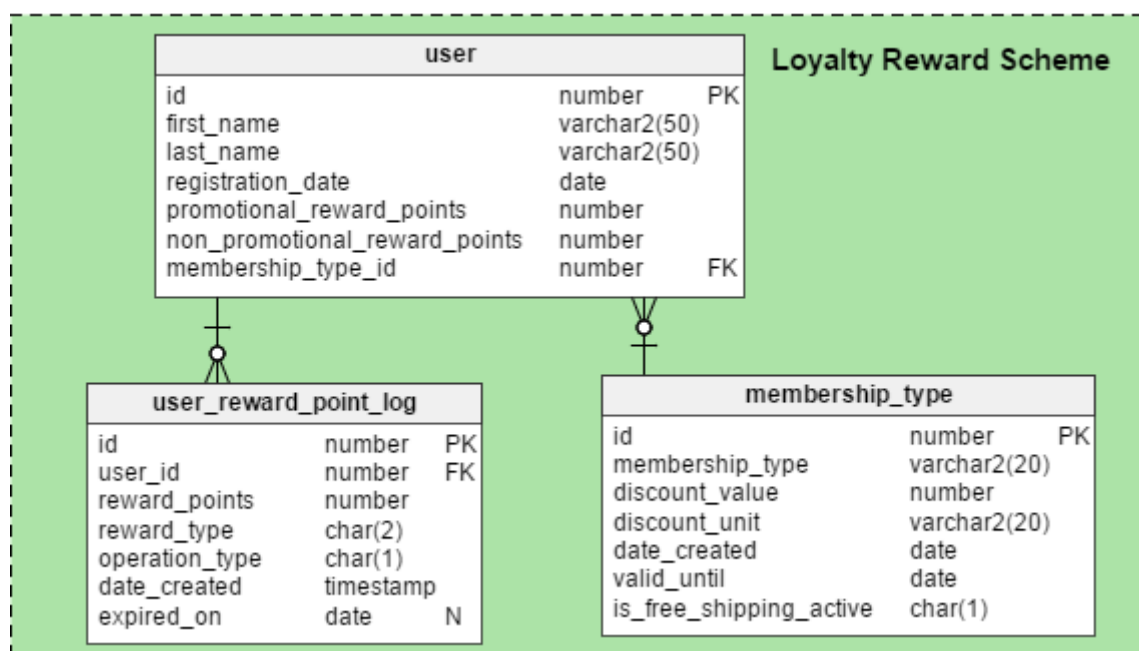 user
Loyalty Reward Scheme
id number PK
first_name varchar2(50)
last_name varchar2(50)
registration_date date
promotional_reward_points number
non_promotional_reward_points number
membership_type_id number FK
user_reward_point_log
id number PK
user_id number FK
reward_points number
reward_type char(2)
operation_type char(1)
date_created timestamp
expired_on date N
membership_type
id number PK
membership_type varchar2(20)
discount_value number
discount_unit varchar2(20)
date_created date
valid_until date
is_free_shipping_active char(1)